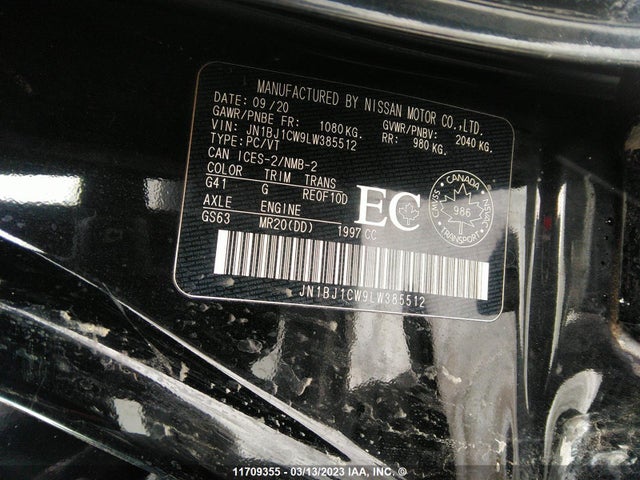 MANUFACTURED BY NISSAN MOTOR CO.,LTD.
DATE: 09/20
GAWR/PNBE FR: 1080 KG. GVWR/PNBV: 2040 KG.
VIN: JN1BJ1CW9LW385512 RR: 980 KG.
TYPE: PC/VT
CAN ICES-2/NMB-2
COLOR TRIM TRANS
G41 G RE0F10D
AXLE ENGINE
GS63 MR20(DD) 1997 CC
EC
CANADA
986
TRANSPORT
JN1BJ1CW9LW385512
11709355 - 03/13/2023 IAA, INC. ©